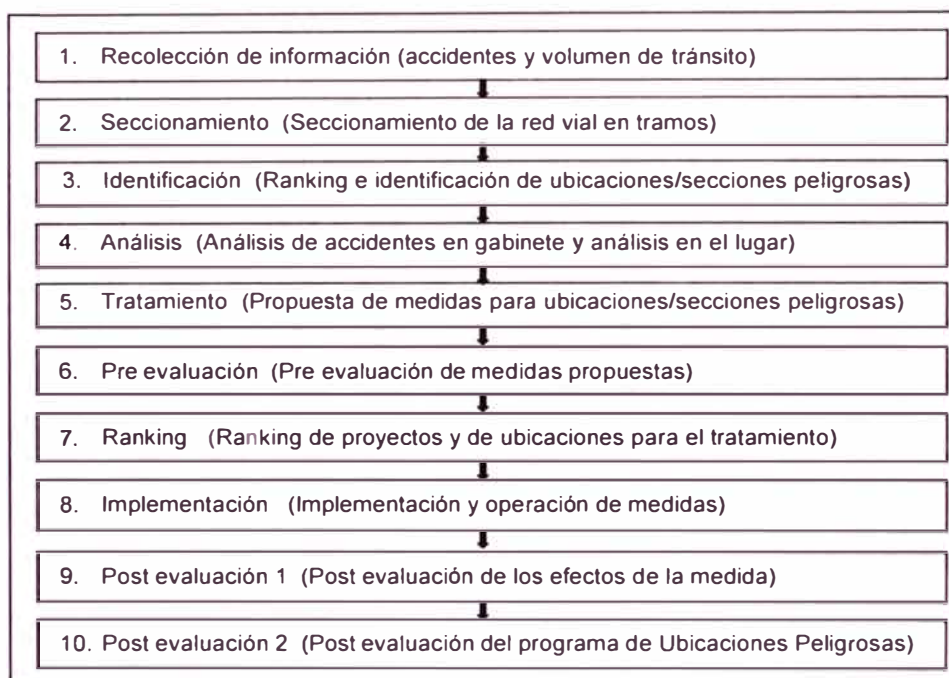 1. Recolección de información (accidentes y volumen de tránsito)
2. Seccionamiento (Seccionamiento de la red vial en tramos)
3. Identificación (Ranking e identificación de ubicaciones/secciones peligrosas)
4. Análisis (Análisis de accidentes en gabinete y análisis en el lugar)
5. Tratamiento (Propuesta de medidas para ubicaciones/secciones peligrosas)
6. Pre evaluación (Pre evaluación de medidas propuestas)
7. Ranking (Ranking de proyectos y de ubicaciones para el tratamiento)
8. Implementación (Implementación y operación de medidas)
9. Post evaluación 1 (Post evaluación de los efectos de la medida)
10. Post evaluación 2 (Post evaluación del programa de Ubicaciones Peligrosas)